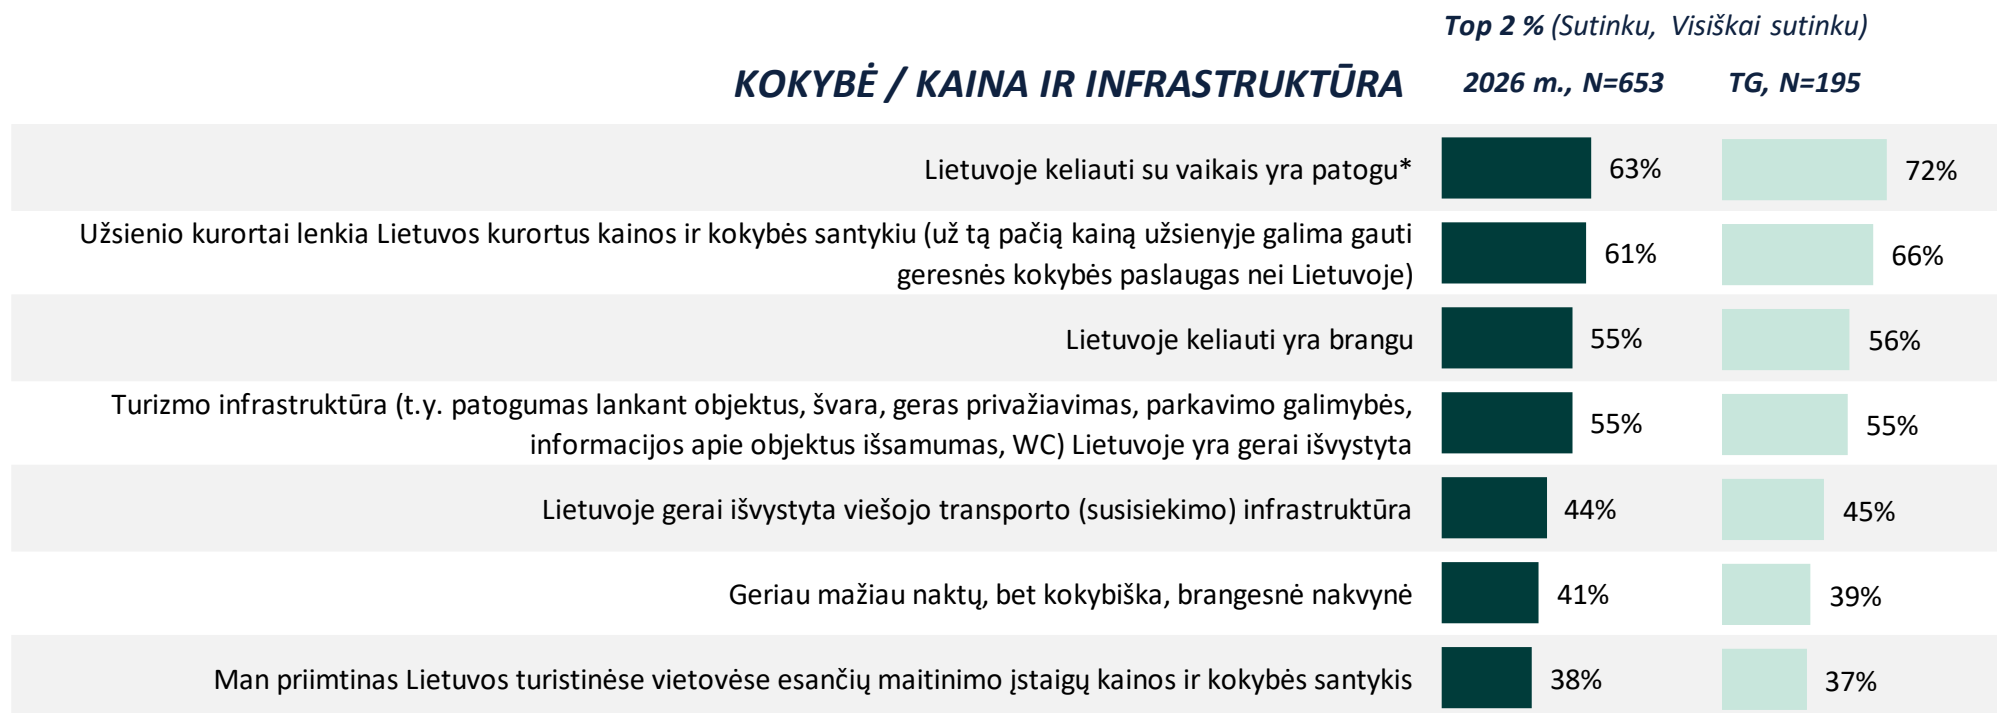 Top 2 % (Sutinku, Visiškai sutinku)
KOKYBĖ / KAINA IR INFRASTRUKTŪRA 2026 m., N=653 TG, N=195
Lietuvoje keliauti su vaikais yra patogu* 63% 72%
Užsienio kurortai lenkia Lietuvos kurortus kainos ir kokybės santykiu (už tą pačią kainą užsienyje galima gauti
geresnės kokybės paslaugas nei Lietuvoje) 61% 66%
Lietuvoje keliauti yra brangu 55% 56%
Turizmo infrastruktūra (t.y. patogumas lankant objektus, švara, geras privažiavimas, parkavimo galimybės,
informacijos apie objektus išsamumas, WC) Lietuvoje yra gerai išvystyta 55% 55%
Lietuvoje gerai išvystyta viešojo transporto (susisiekimo) infrastruktūra 44% 45%
Geriau mažiau naktų, bet kokybiška, brangesnė nakvynė 41% 39%
Man priimtinas Lietuvos turistinėse vietovėse esančių maitinimo įstaigų kainos ir kokybės santykis 38% 37%